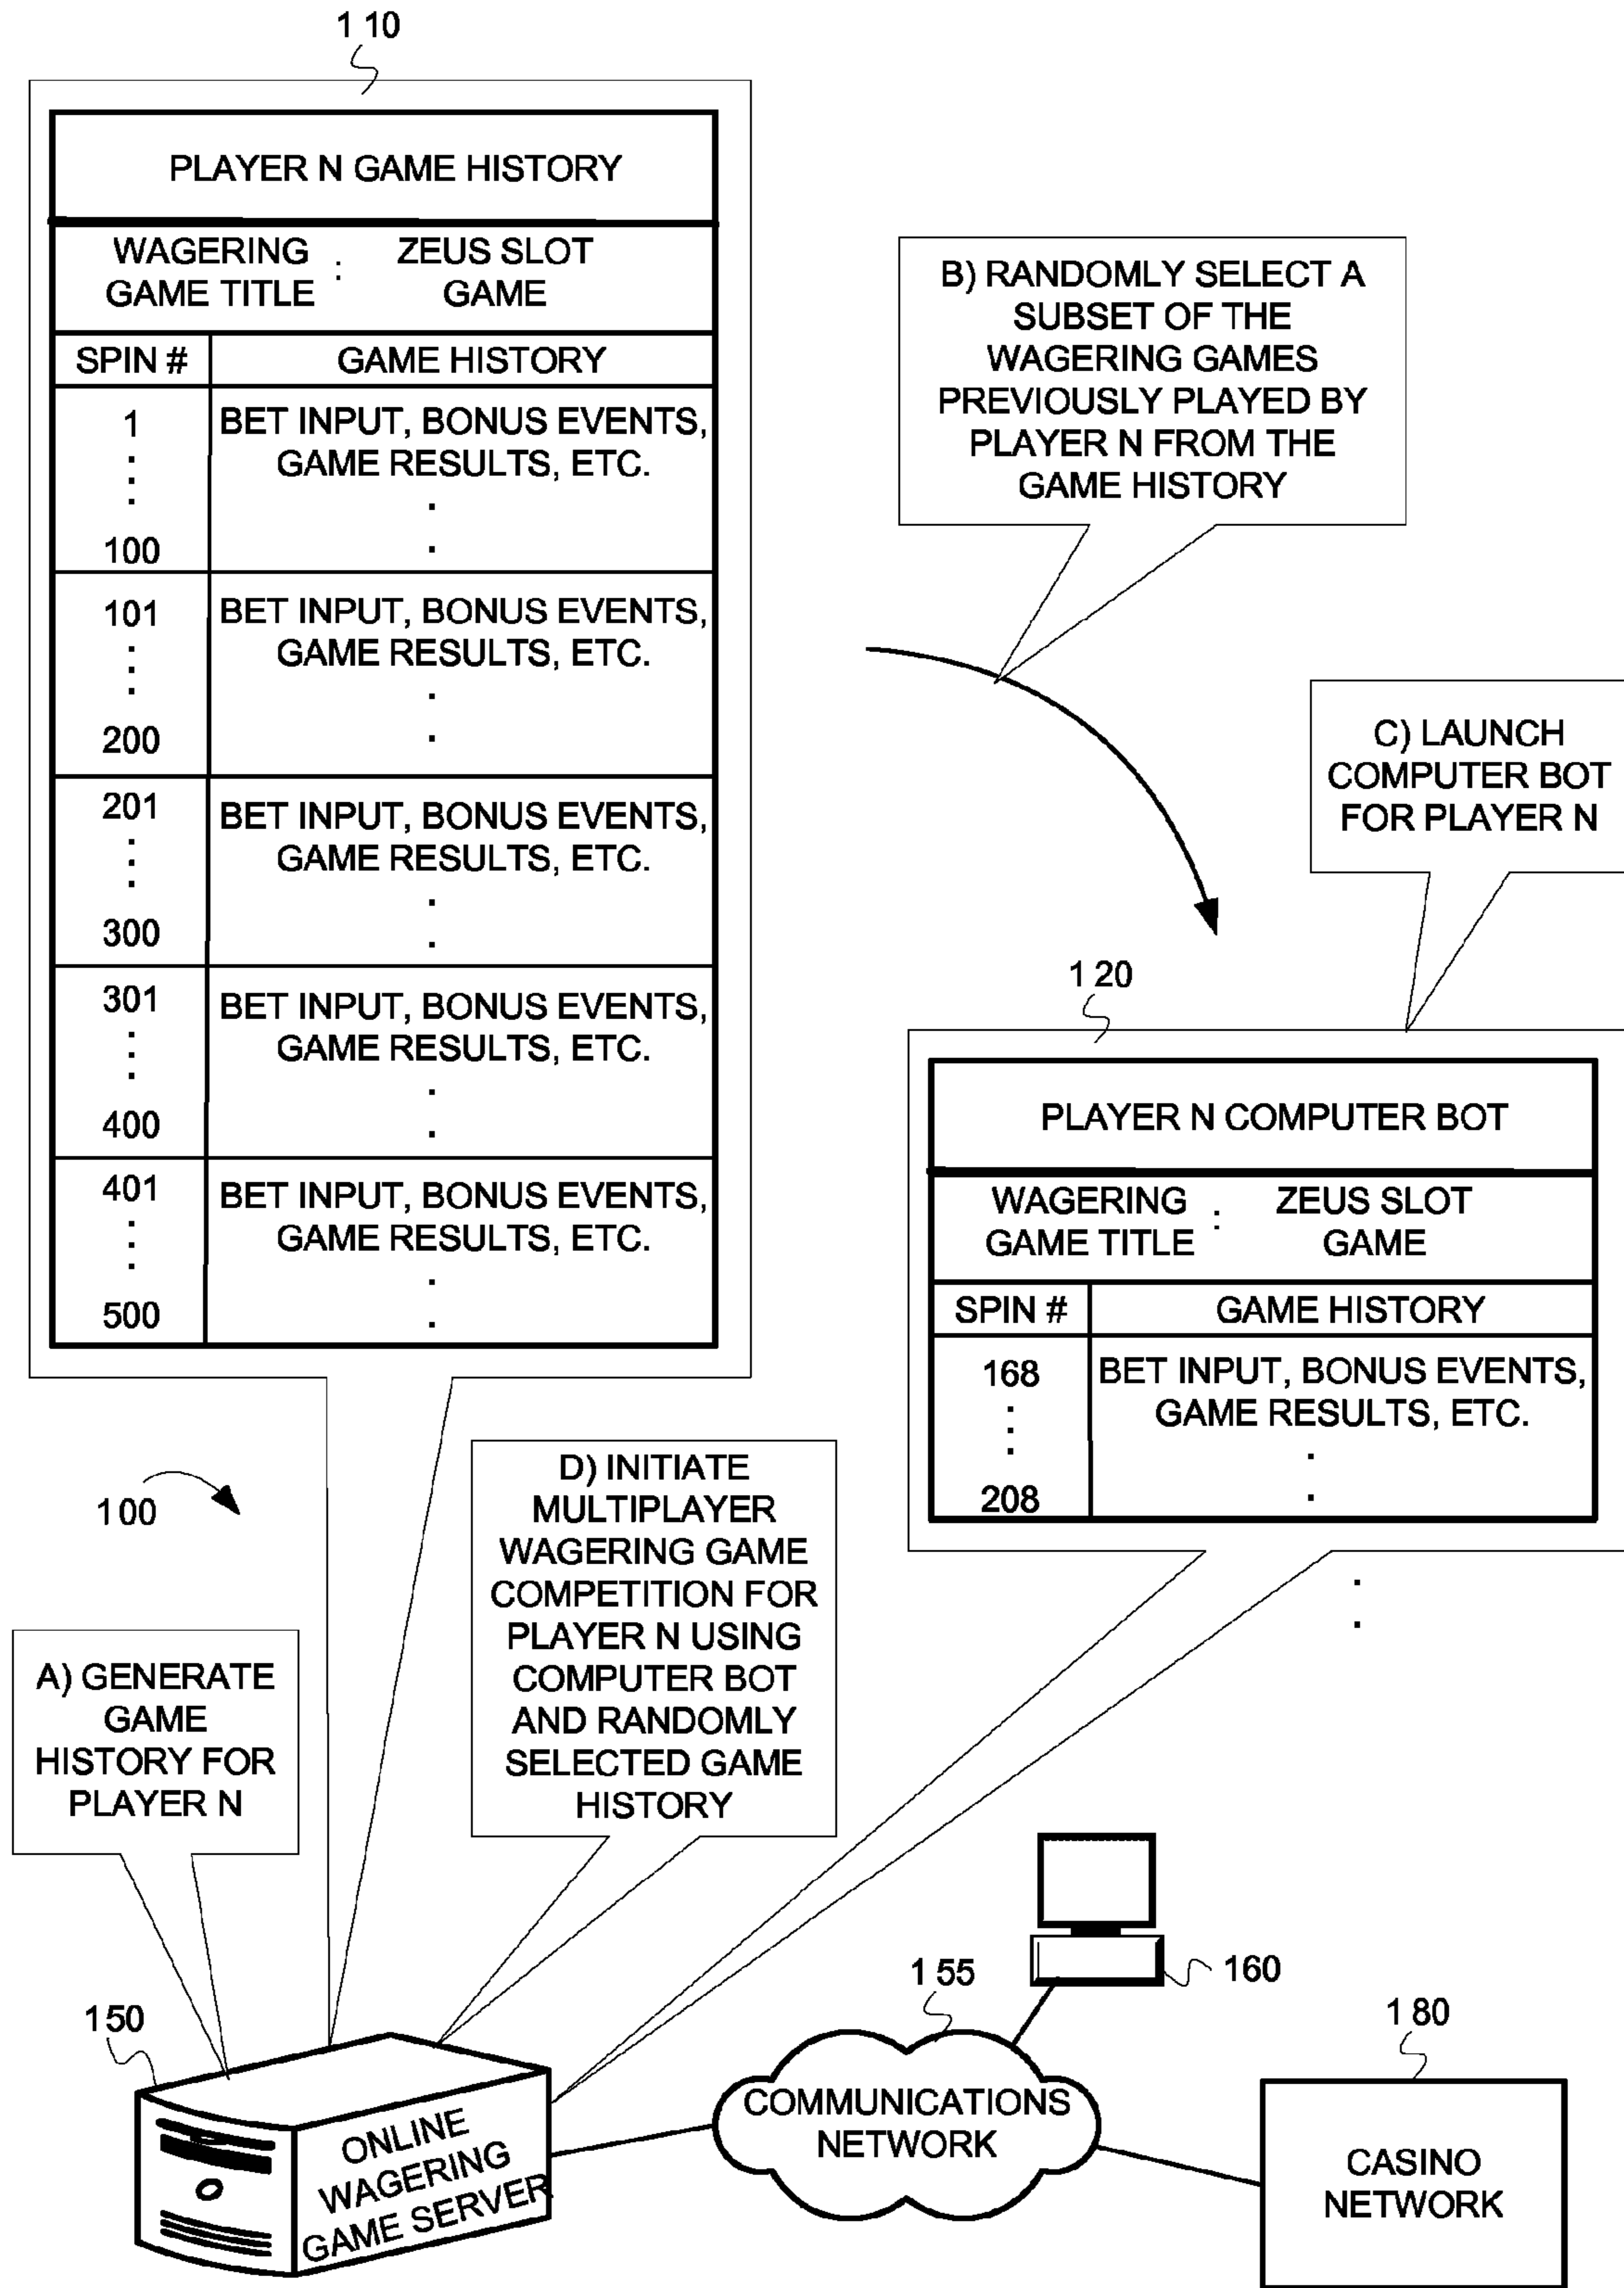 110
PLAYER N GAME HISTORY
WAGERING
GAME TITLE
:
ZEUS SLOT
GAME
SPIN #
GAME HISTORY
1
.
.
.
100
BET INPUT, BONUS EVENTS,
GAME RESULTS, ETC.
.
.
101
.
.
.
200
BET INPUT, BONUS EVENTS,
GAME RESULTS, ETC.
.
.
201
.
.
.
300
BET INPUT, BONUS EVENTS,
GAME RESULTS, ETC.
.
.
301
.
.
.
400
BET INPUT, BONUS EVENTS,
GAME RESULTS, ETC.
.
.
401
.
.
.
500
BET INPUT, BONUS EVENTS,
GAME RESULTS, ETC.
.
.
B) RANDOMLY SELECT A
SUBSET OF THE
WAGERING GAMES
PREVIOUSLY PLAYED BY
PLAYER N FROM THE
GAME HISTORY
C) LAUNCH
COMPUTER BOT
FOR PLAYER N
120
PLAYER N COMPUTER BOT
WAGERING
GAME TITLE
:
ZEUS SLOT
GAME
SPIN #
GAME HISTORY
168
.
.
.
208
BET INPUT, BONUS EVENTS,
GAME RESULTS, ETC.
.
.
.
.
100
D) INITIATE
MULTIPLAYER
WAGERING GAME
COMPETITION FOR
PLAYER N USING
COMPUTER BOT
AND RANDOMLY
SELECTED GAME
HISTORY
A) GENERATE
GAME
HISTORY FOR
PLAYER N
150
ONLINE
WAGERING
GAME SERVER
155
COMMUNICATIONS
NETWORK
160
180
CASINO
NETWORK